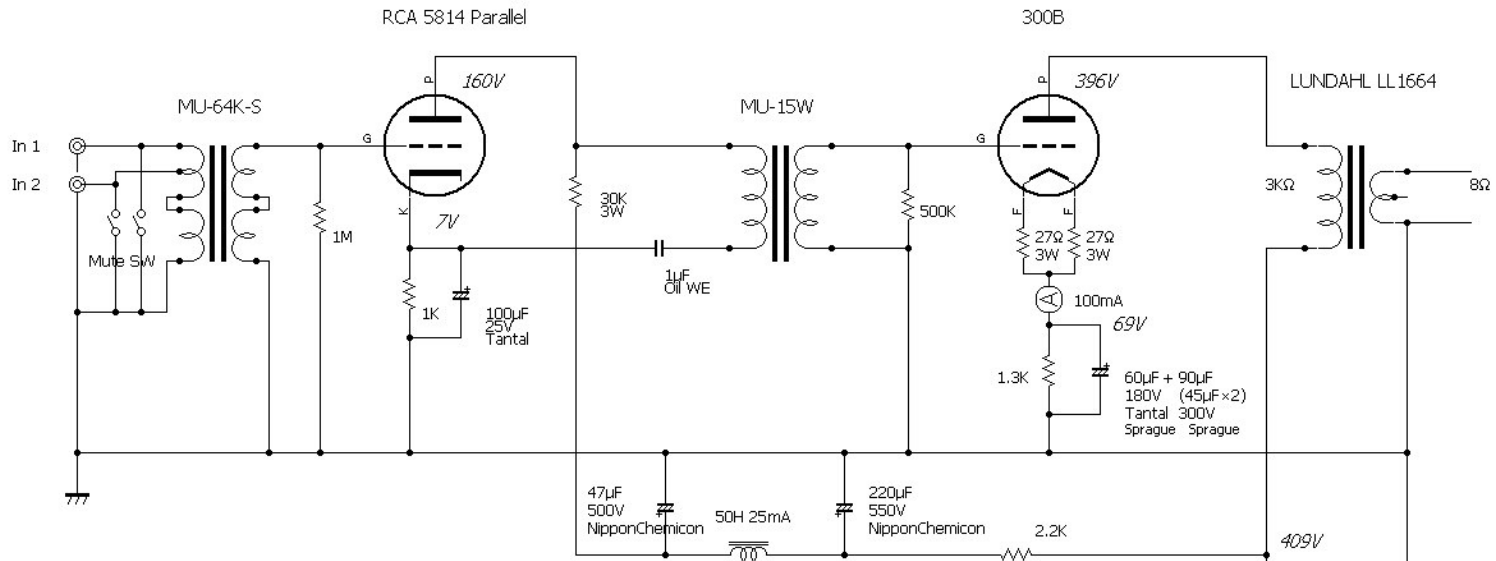 RCA 5814 Parallel
300B
P
160V
P
396V
LUNDAHL LL1664
MU-64K-S
MU-15W
In 1
G
G
In 2
30K
3W
3KΩ
8Ω
K
7V
500K
F
F
1M
27Ω
3W
27Ω
3W
Mute SW
1µF
Oil WE
A
100mA
1K
100µF
25V
Tantal
69V
1.3K
60µF + 90µF
180V (45µF×2)
Tantal 300V
Sprague Sprague
47µF
500V
NipponChemicon
50H 25mA
220µF
550V
NipponChemicon
2.2K
409V